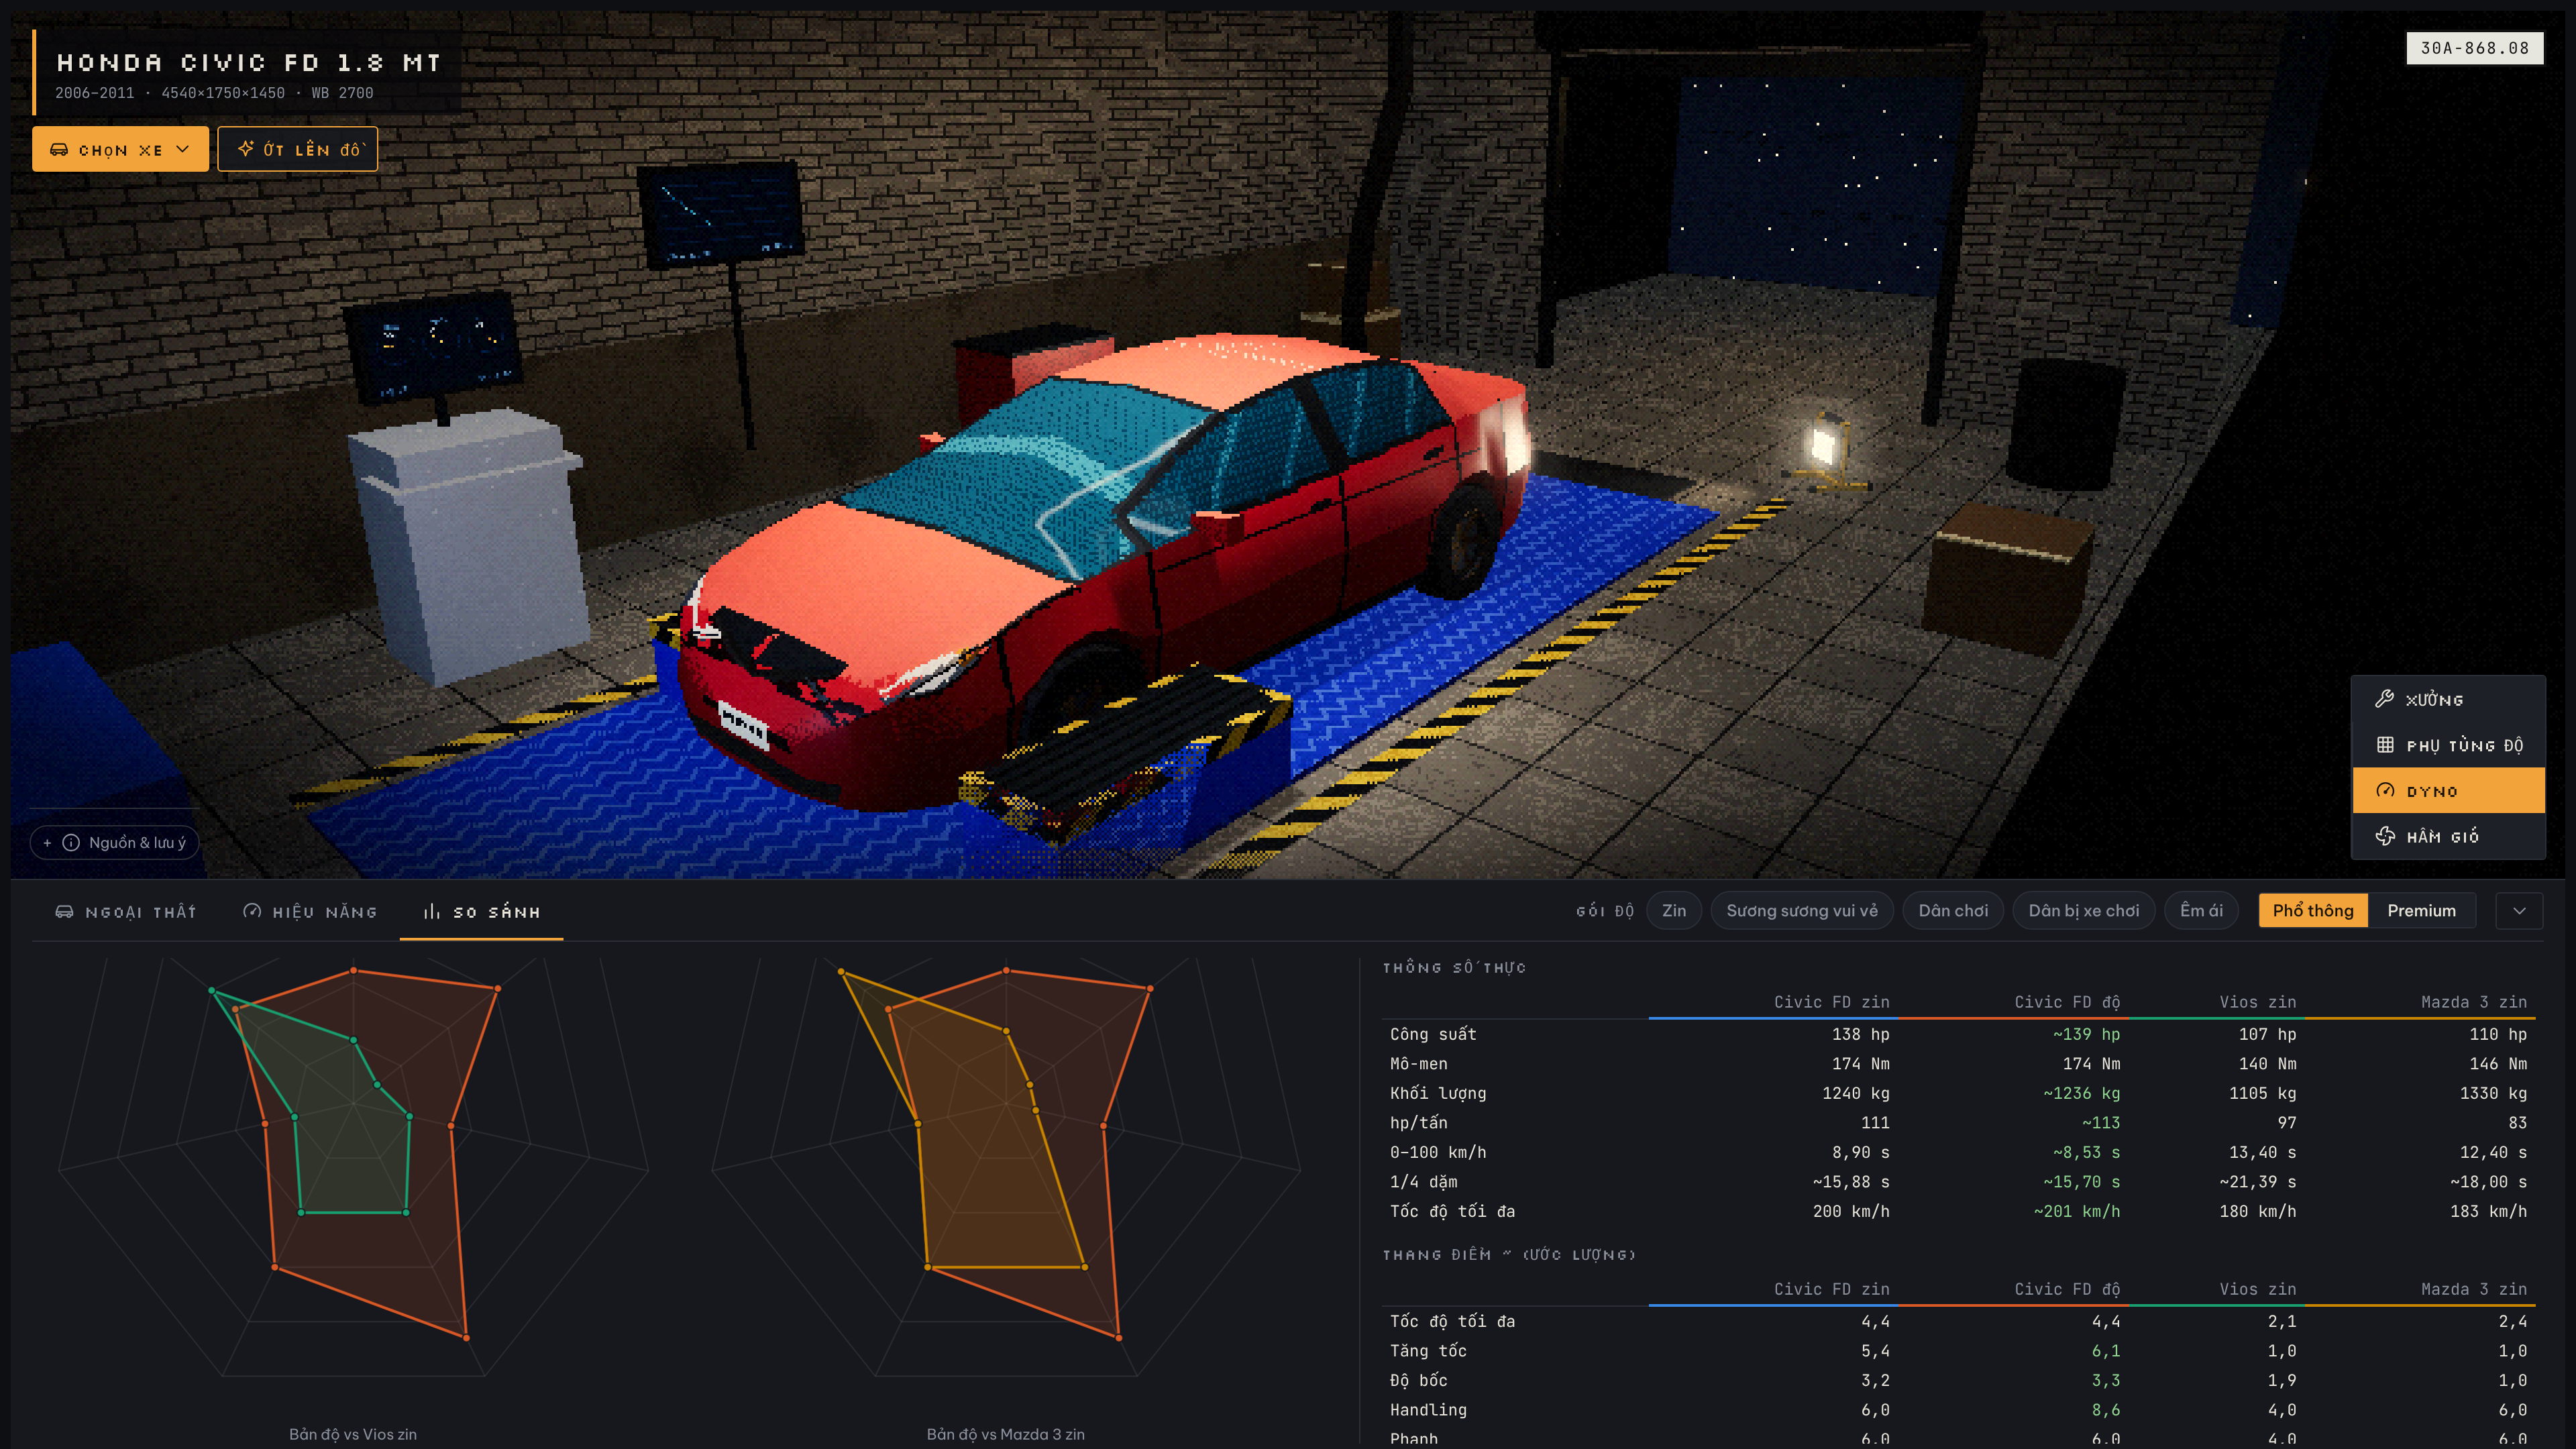 HONDA CIVIC FD 1.8 MT
2006–2011 · 4540×1750×1450 · WB 2700
30A-868.08
CHỌN XE
ỚT LÊN ĐỒ
XƯỞNG
PHỤ TÙNG ĐỘ
DYNO
HẦM GIÓ
+ Nguồn & lưu ý
NGOẠI THẤT
HIỆU NĂNG
SO SÁNH
GÓI ĐỘ
Zin
Sương sương vui vẻ
Dân chơi
Dân bị xe chơi
Êm ái
Phổ thông
Premium
Bản độ vs Vios zin
Bản độ vs Mazda 3 zin
THÔNG SỐ THỰC
Civic FD zin Civic FD độ Vios zin Mazda 3 zin
Công suất 138 hp ~139 hp 107 hp 110 hp
Mô-men 174 Nm 174 Nm 140 Nm 146 Nm
Khối lượng 1240 kg ~1236 kg 1105 kg 1330 kg
hp/tấn 111 ~113 97 83
0–100 km/h 8,90 s ~8,53 s 13,40 s 12,40 s
1/4 dặm ~15,88 s ~15,70 s ~21,39 s ~18,00 s
Tốc độ tối đa 200 km/h ~201 km/h 180 km/h 183 km/h
THANG ĐIỂM ~ (ƯỚC LƯỢNG)
Civic FD zin Civic FD độ Vios zin Mazda 3 zin
Tốc độ tối đa 4,4 4,4 2,1 2,4
Tăng tốc 5,4 6,1 1,0 1,0
Độ bốc 3,2 3,3 1,9 1,0
Handling 6,0 8,6 4,0 6,0
Phanh 6,0 6,0 4,0 6,0